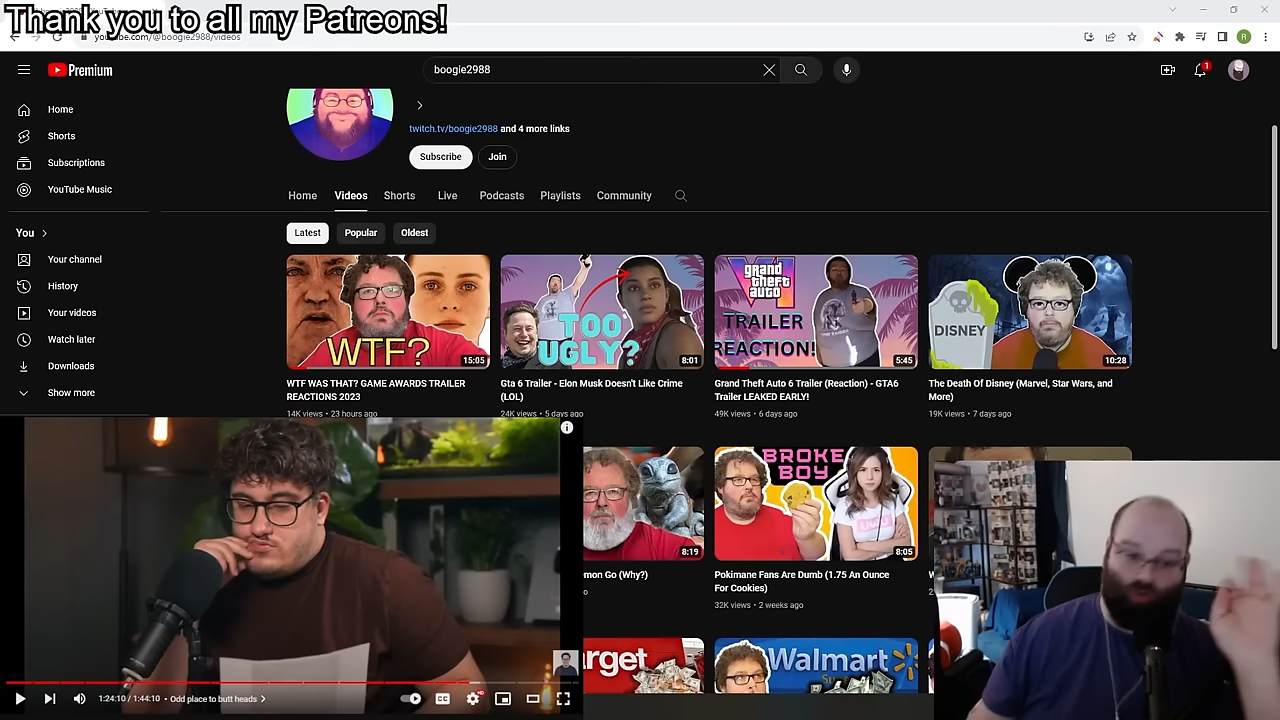 Thank you to all my Patreons!
youtube.com/@boogie2988/videos
Premium
boogie2988
1
R
Home
Shorts
Subscriptions
YouTube Music
You
Your channel
History
Your videos
Watch later
Downloads
Show more
twitch.tv/boogie2988 and 4 more links
Subscribe
Join
Home
Videos
Shorts
Live
Podcasts
Playlists
Community
Latest
Popular
Oldest
WTF?
15:05
WTF WAS THAT? GAME AWARDS TRAILER
REACTIONS 2023
14K views • 23 hours ago
TOO
UGLY?
8:01
Gta 6 Trailer - Elon Musk Doesn't Like Crime
(LOL)
24K views • 5 days ago
grand
theft
auto
VI
TRAILER
REACTION!
5:45
Grand Theft Auto 6 Trailer (Reaction) - GTA6
Trailer LEAKED EARLY!
49K views • 6 days ago
DISNEY
10:28
The Death Of Disney (Marvel, Star Wars, and
More)
19K views • 7 days ago
8:19
mon Go (Why?)
BROKE
BOY
8:05
Pokimane Fans Are Dumb (1.75 An Ounce
For Cookies)
32K views • 2 weeks ago
rget
Walmart
1:24:10 / 1:44:10 • Odd place to butt heads
CC